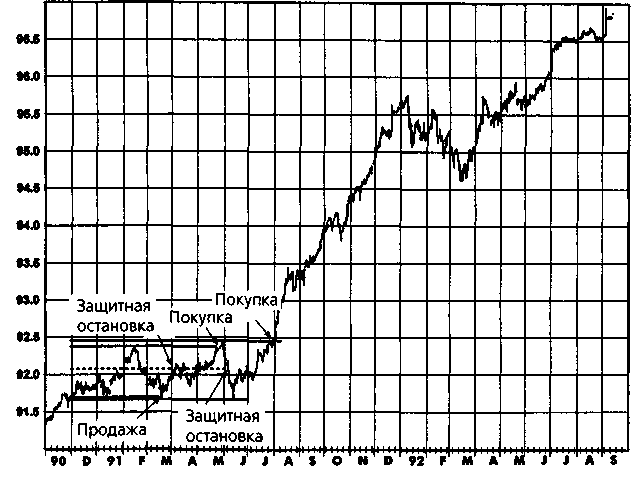 96.5
96.0
95.5
95.0
94.5
94.0
93.5
93.0
92.5
92.0
91.5
Защитная
остановка
Покупка
Покупка
Продажа
Защитная
остановка
90 D 91 F M A M J J A S O N D 92 F M A M J J A S